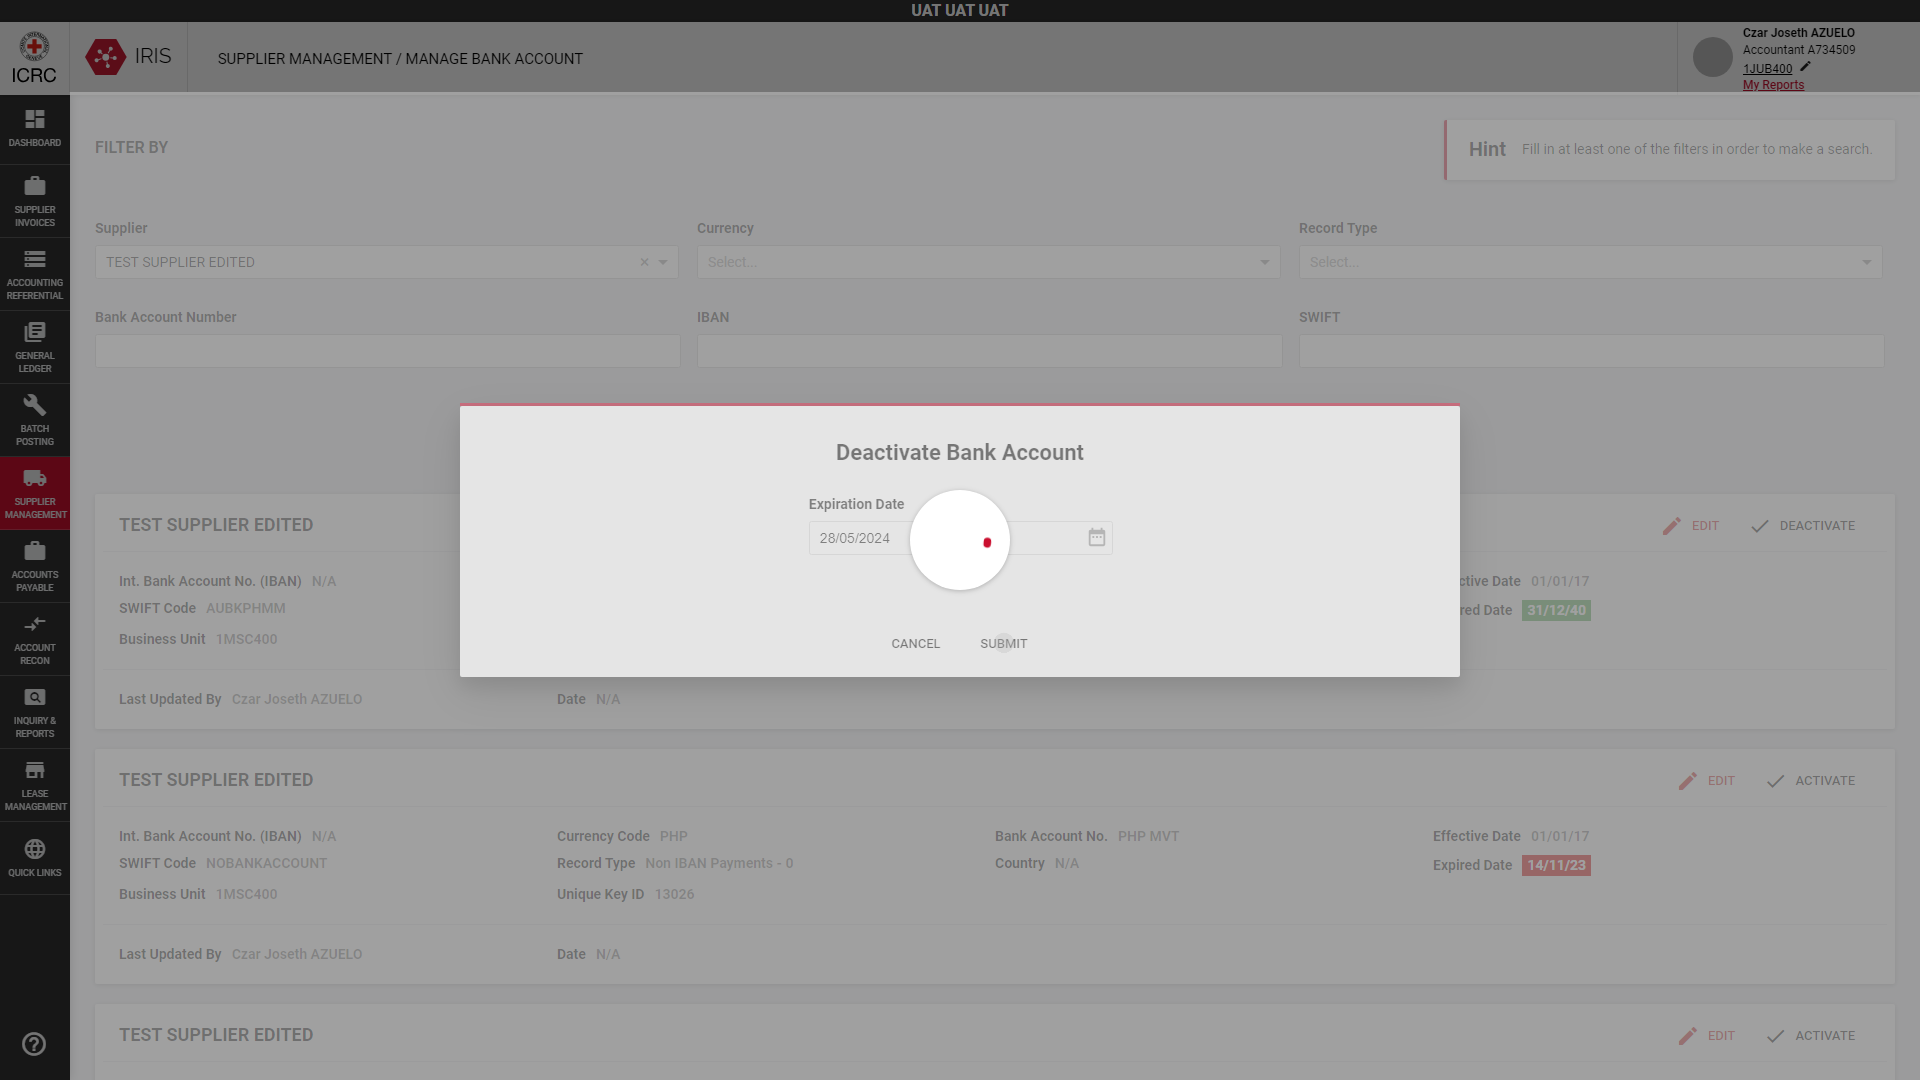 UAT UAT UAT
ICRC
IRIS
SUPPLIER MANAGEMENT / MANAGE BANK ACCOUNT
Czar Joseth AZUELO
Accountant A734509
1JUB400
My Reports
DASHBOARD
SUPPLIER
INVOICES
ACCOUNTING
REFERENTIAL
GENERAL
LEDGER
BATCH
POSTING
SUPPLIER
MANAGEMENT
ACCOUNTS
PAYABLE
ACCOUNT
RECON
INQUIRY &
REPORTS
LEASE
MANAGEMENT
QUICK LINKS
FILTER BY
Hint Fill in at least one of the filters in order to make a search.
Supplier Currency Record Type
TEST SUPPLIER EDITED Select... Select...
Bank Account Number IBAN SWIFT
Deactivate Bank Account
Expiration Date
28/05/2024
CANCEL SUBMIT
TEST SUPPLIER EDITED EDIT DEACTIVATE
Int. Bank Account No. (IBAN) N/A ctive Date 01/01/17
SWIFT Code AUBKPHMM red Date 31/12/40
Business Unit 1MSC400
Last Updated By Czar Joseth AZUELO Date N/A
TEST SUPPLIER EDITED EDIT ACTIVATE
Int. Bank Account No. (IBAN) N/A Currency Code PHP Bank Account No. PHP MVT Effective Date 01/01/17
SWIFT Code NOBANKACCOUNT Record Type Non IBAN Payments - 0 Country N/A Expired Date 14/11/23
Business Unit 1MSC400 Unique Key ID 13026
Last Updated By Czar Joseth AZUELO Date N/A
TEST SUPPLIER EDITED EDIT ACTIVATE